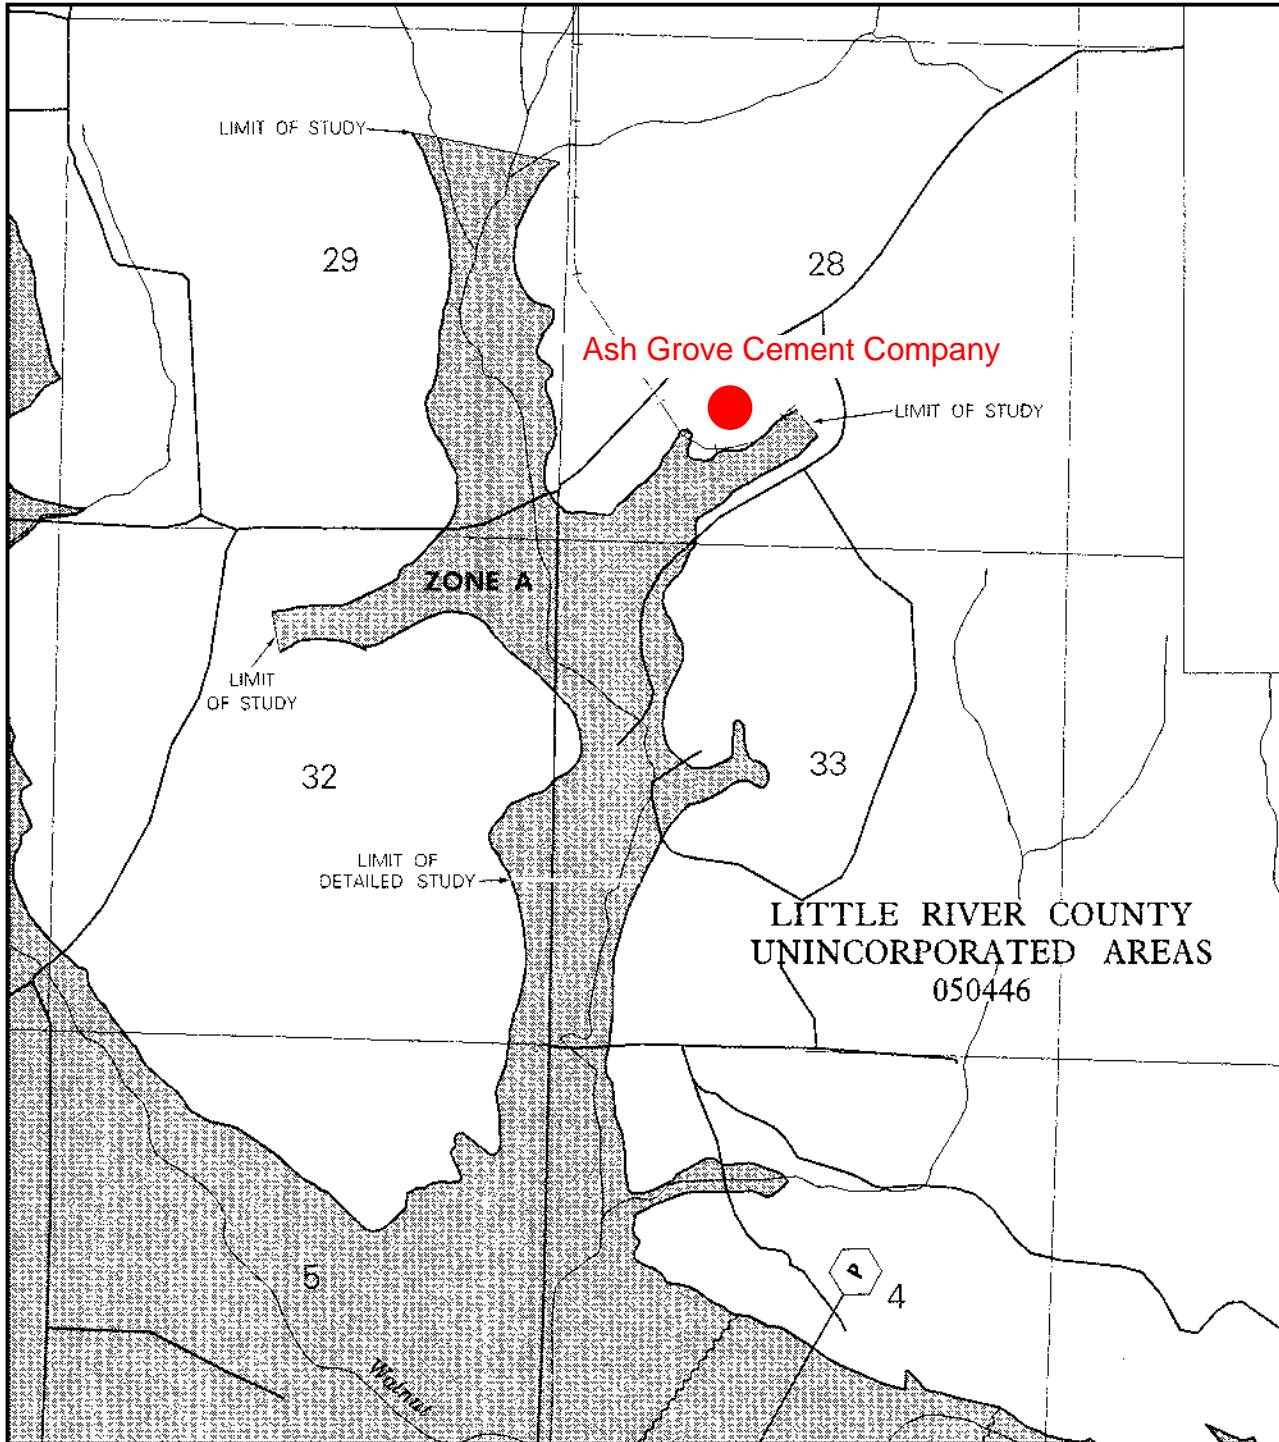 LIMIT OF STUDY
29
28
Ash Grove Cement Company
LIMIT OF STUDY
ZONE A
LIMIT
OF STUDY
32
33
LIMIT OF
DETAILED STUDY
LITTLE RIVER COUNTY
UNINCORPORATED AREAS
050446
5
P
4
Walnut